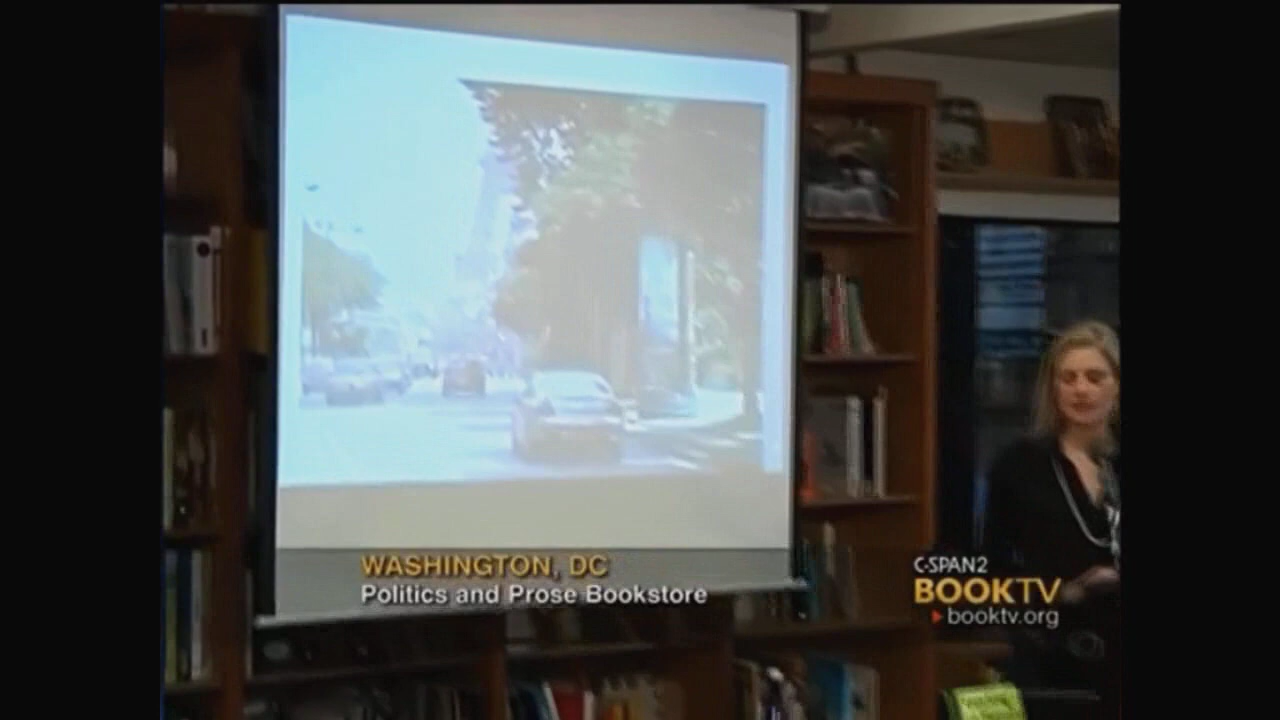 WASHINGTON, DC
Politics and Prose Bookstore
C-SPAN2
BOOKTV
booktv.org